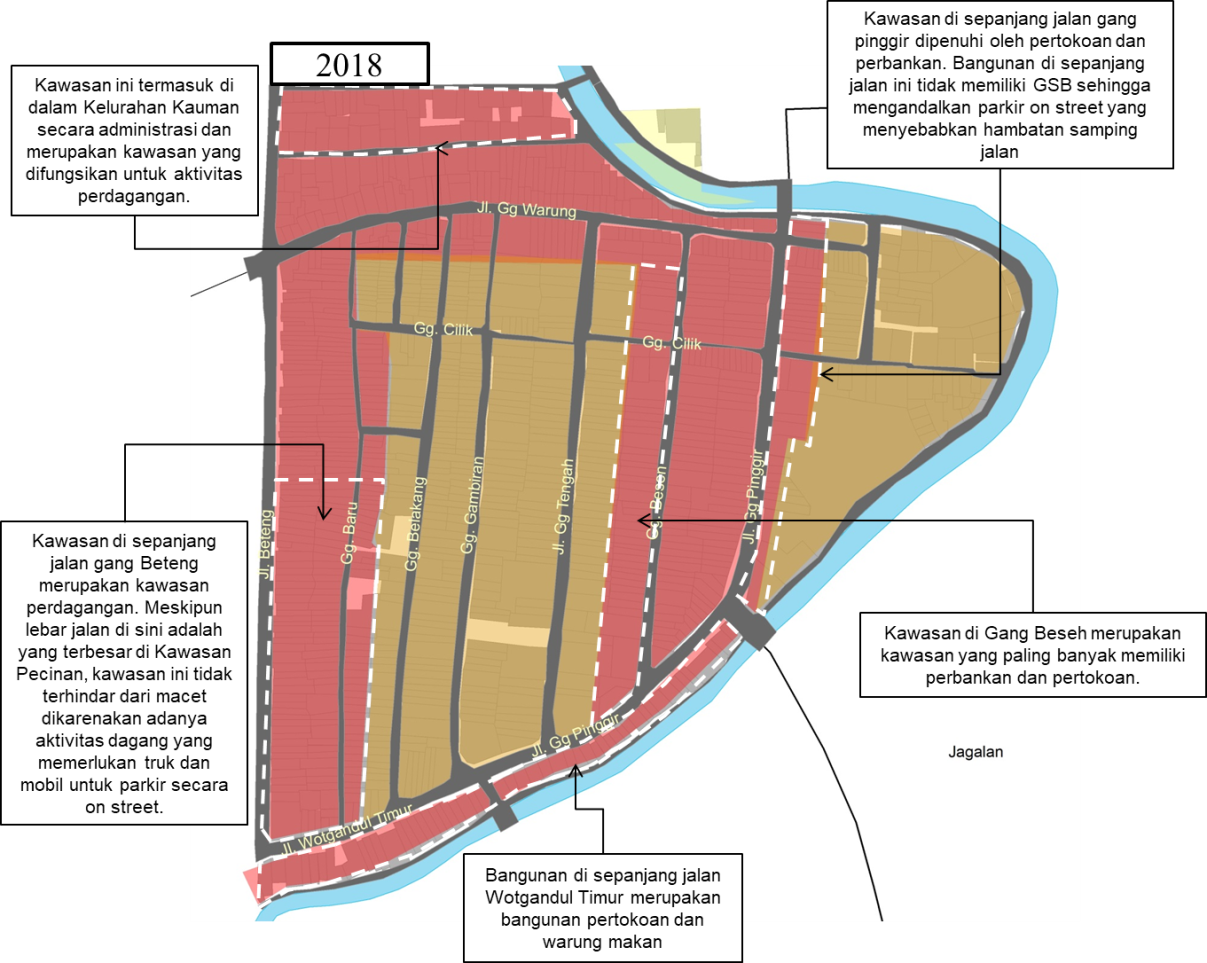 2018
Kawasan ini termasuk di
dalam Kelurahan Kauman
secara administrasi dan
merupakan kawasan yang
difungsikan untuk aktivitas
perdagangan.
Kawasan di sepanjang jalan gang
pinggir dipenuhi oleh pertokoan dan
perbankan. Bangunan di sepanjang
jalan ini tidak memiliki GSB sehingga
mengandalkan parkir on street yang
menyebabkan hambatan samping
jalan
Jl. Gg Warung
Gg. Cilik
Gg. Cilik
Jl. Beteng
Gg. Baru
Gg. Belakang
Gg. Gambiran
Jl. Gg Tengah
Gg. Beson
Jl. Gg Pinggir
Kawasan di sepanjang
jalan gang Beteng
merupakan kawasan
perdagangan. Meskipun
lebar jalan di sini adalah
yang terbesar di Kawasan
Pecinan, kawasan ini tidak
terhindar dari macet
dikarenakan adanya
aktivitas dagang yang
memerlukan truk dan
mobil untuk parkir secara
on street.
Kawasan di Gang Beseh merupakan
kawasan yang paling banyak memiliki
perbankan dan pertokoan.
Jl. Gg Pinggir
Jagalan
Jl. Wotgandul Timur
Bangunan di sepanjang jalan
Wotgandul Timur merupakan
bangunan pertokoan dan
warung makan